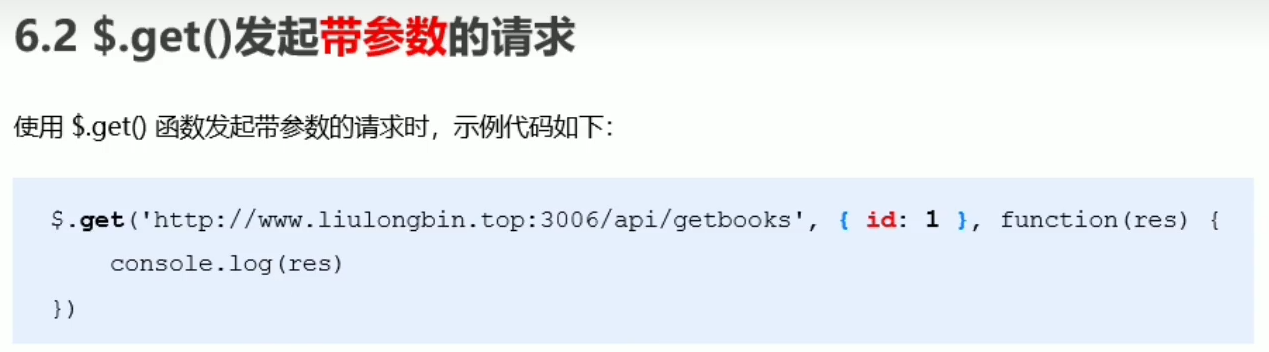 6.2 $.get()发起带参数的请求
使用 $.get() 函数发起带参数的请求时，示例代码如下：
$.get('http://www.liulongbin.top:3006/api/getbooks', { id: 1 }, function(res) {
    console.log(res)
})